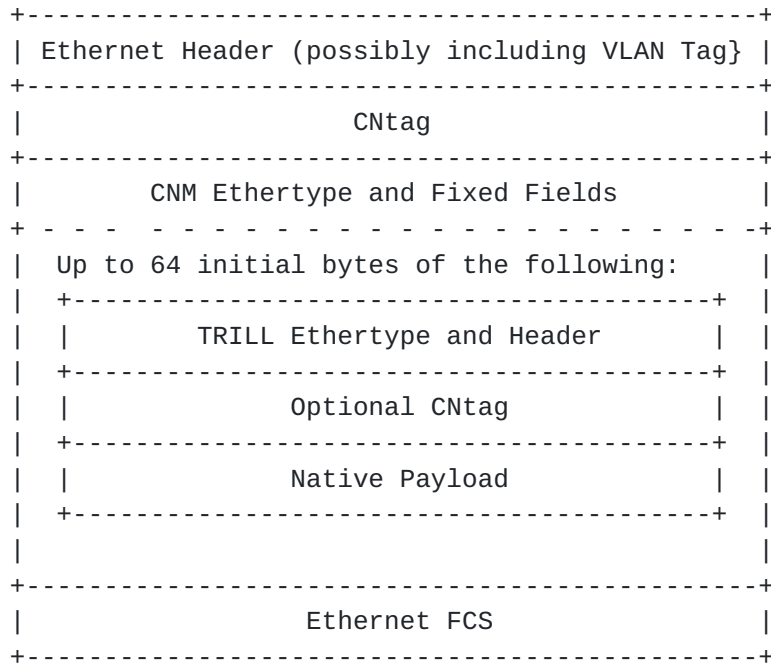 Ethernet Header (possibly including VLAN Tag}
CNtag
CNM Ethertype and Fixed Fields
Up to 64 initial bytes of the following:
TRILL Ethertype and Header
Optional CNtag
Native Payload
Ethernet FCS